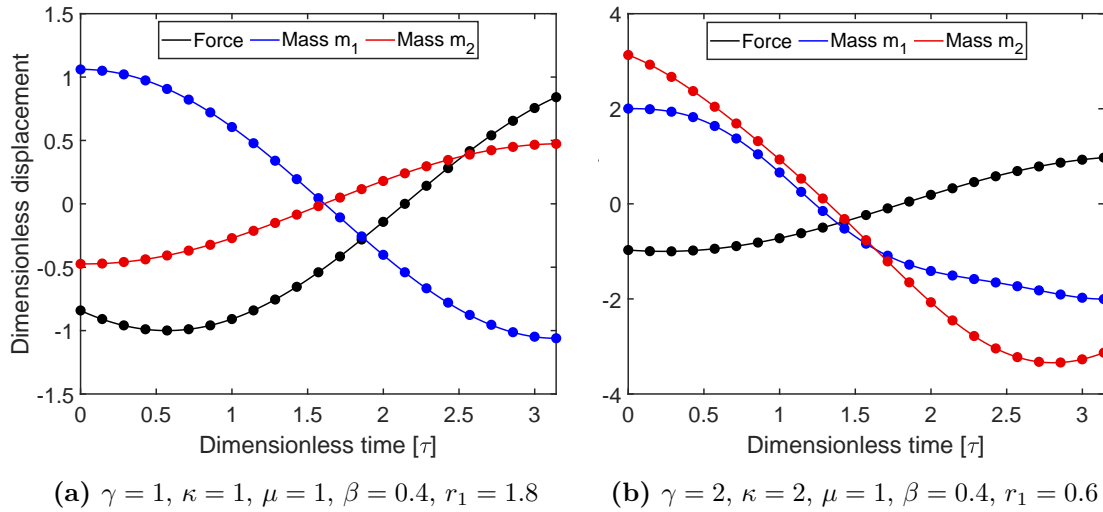 1.5
1
0.5
0
-0.5
-1
-1.5
Dimensionless displacement
Force Mass m1 Mass m2
0 0.5 1 1.5 2 2.5 3
Dimensionless time [τ]
(a) γ = 1, κ = 1, μ = 1, β = 0.4, r1 = 1.8
4
2
0
-2
-4
Force Mass m1 Mass m2
0 0.5 1 1.5 2 2.5 3
Dimensionless time [τ]
(b) γ = 2, κ = 2, μ = 1, β = 0.4, r1 = 0.6